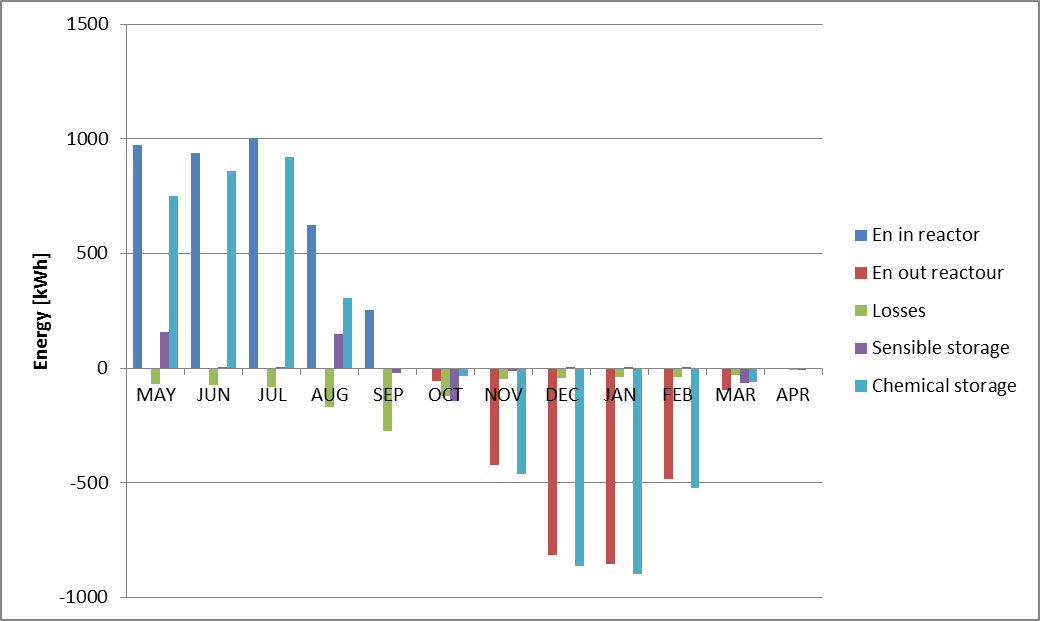 1500
1000
500
0
-500
-1000
Energy [kWh]
MAY JUN JUL AUG SEP OCT NOV DEC JAN FEB MAR APR
En in reactor
En out reactour
Losses
Sensible storage
Chemical storage